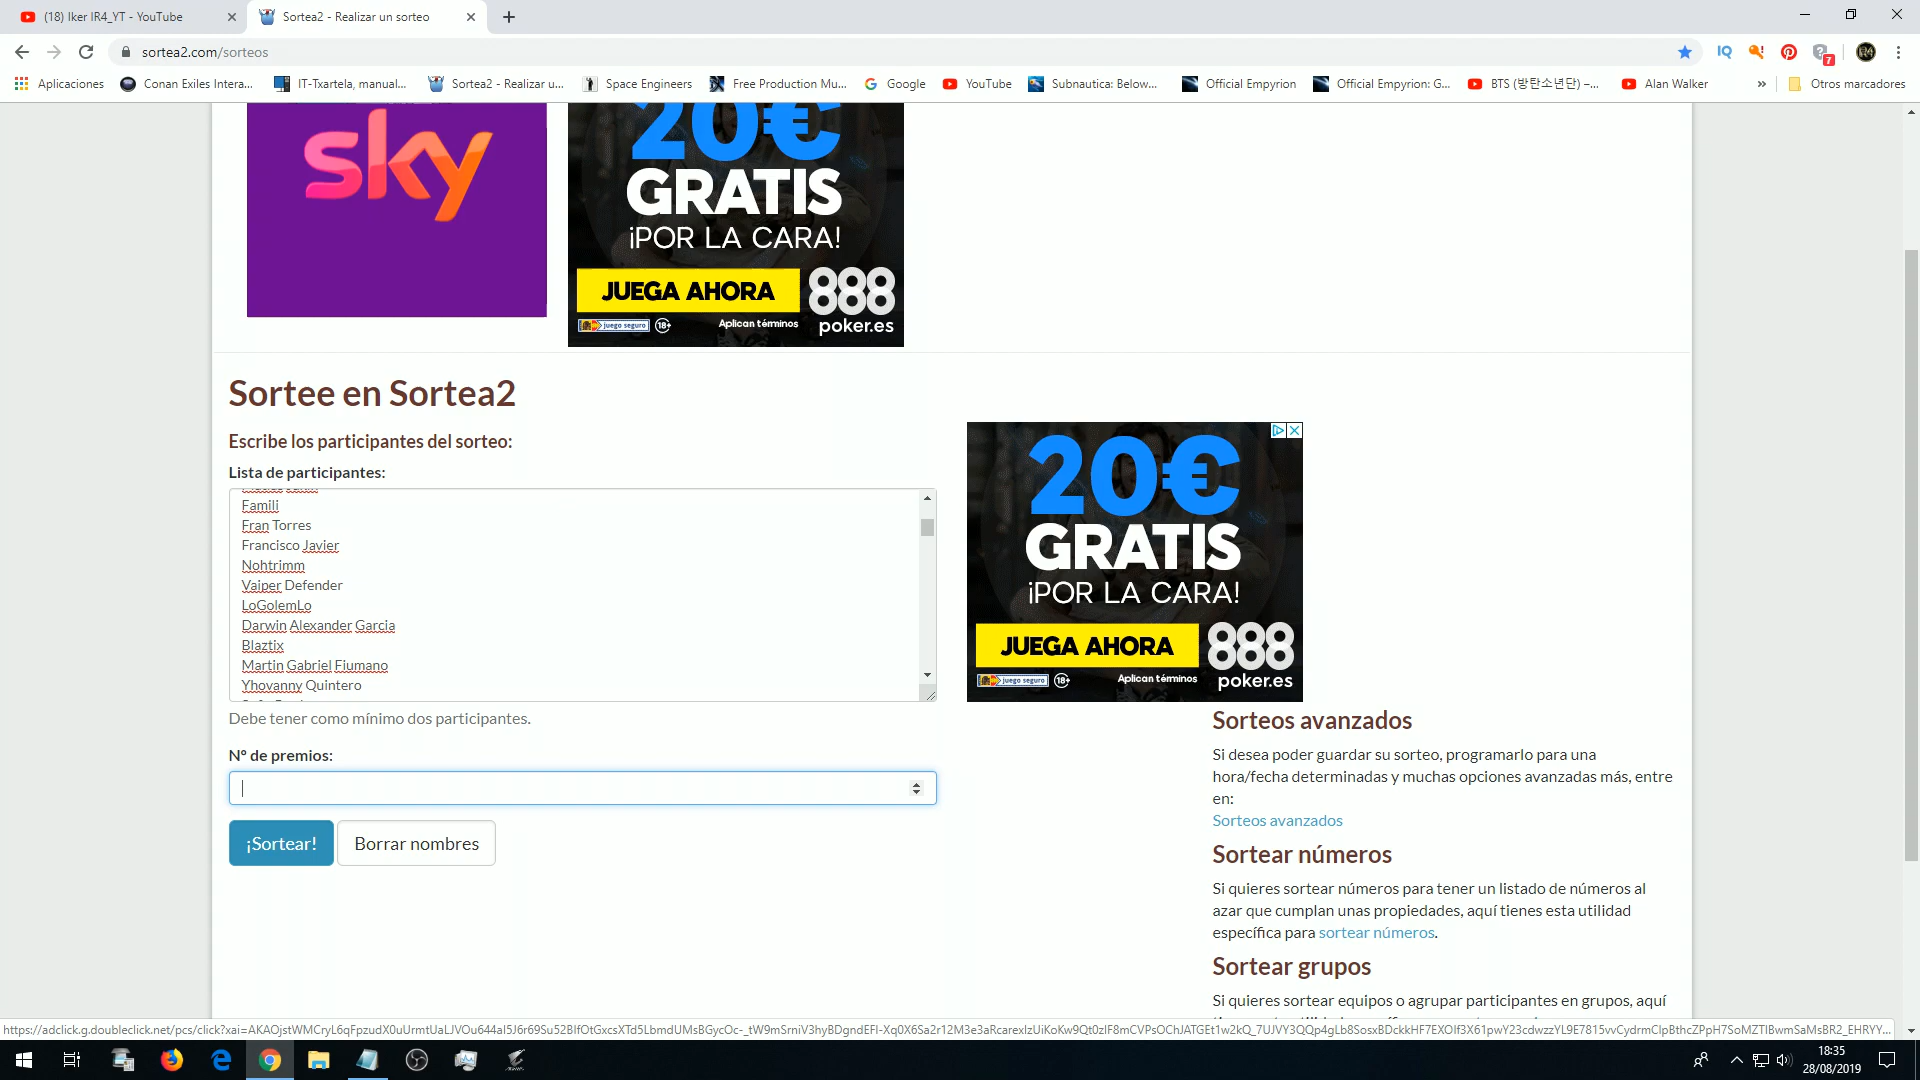 (18) Iker IR4_YT - YouTube
Sortea2 - Realizar un sorteo
sortea2.com/sorteos
IQ
7
Aplicaciones
Conan Exiles Intera...
IT-Txartela, manual...
Sortea2 - Realizar u...
Space Engineers
Free Production Mu...
Google
YouTube
Subnautica: Below...
Official Empyrion
Official Empyrion: G...
BTS (방탄소년단) –...
Alan Walker
»
Otros marcadores
sky
20€
GRATIS
¡POR LA CARA!
JUEGA AHORA
888
poker.es
juego seguro
18+
Aplican términos
Sortee en Sortea2
Escribe los participantes del sorteo:
Lista de participantes:
Famili
Fran Torres
Francisco Javier
Nohtrimm
Vaiper Defender
LoGolemLo
Darwin Alexander Garcia
Blaztix
Martin Gabriel Fiumano
Yhovanny Quintero
Debe tener como mínimo dos participantes.
Nº de premios:
¡Sortear!
Borrar nombres
20€
GRATIS
¡POR LA CARA!
JUEGA AHORA
888
poker.es
juego seguro
18+
Aplican términos
Sorteos avanzados
Si desea poder guardar su sorteo, programarlo para una
hora/fecha determinadas y muchas opciones avanzadas más, entre
en:
Sorteos avanzados
Sortear números
Si quieres sortear números para tener un listado de números al
azar que cumplan unas propiedades, aquí tienes esta utilidad
específica para sortear números.
Sortear grupos
Si quieres sortear equipos o agrupar participantes en grupos, aquí
18:35
28/08/2019